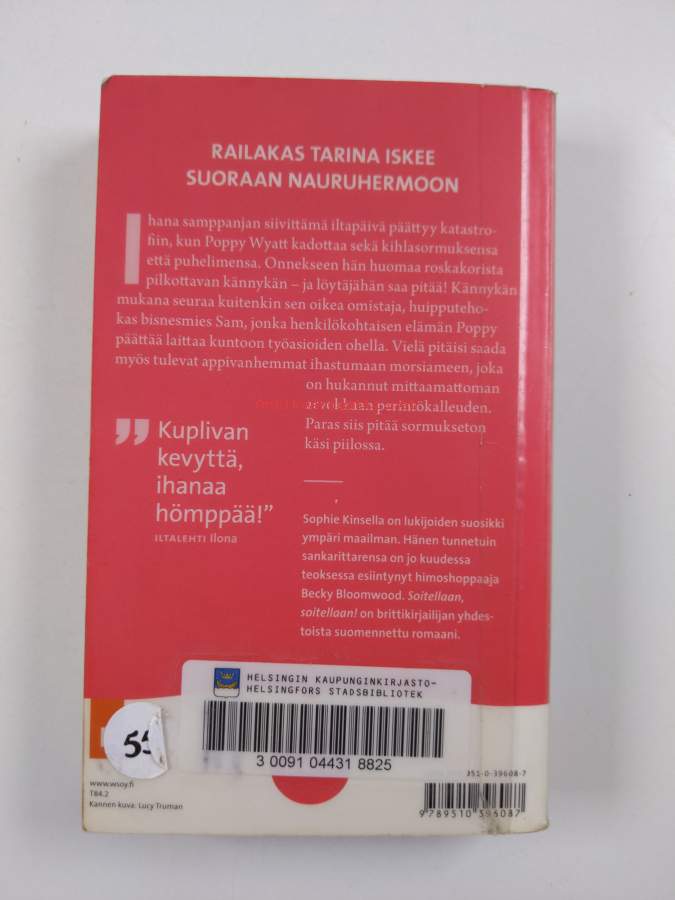 RAILAKAS TARINA ISKEE
SUORAAN NAURUHERMOON
Ihana samppanjan siivittämä iltapäivä päättyy katastro-
fiin, kun Poppy Wyatt kadottaa sekä kihlasormuksensa
että puhelimensa. Onnekseen hän huomaa roskakorista
pilkottavan kännykän – ja löytäjähän saa pitää! Kännykän
mukana seuraa kuitenkin sen oikea omistaja, huipputeho-
kas bisnesmies Sam, jonka henkilökohtaisen elämän Poppy
päättää laittaa kuntoon työasioiden ohella. Vielä pitäisi saada
myös tulevat appivanhemmat ihastumaan morsiameen, joka
on hukannut mittaamattoman
arvokkaan perintökalleuden.
Paras siis pitää sormukseton
käsi piilossa.
” Kuplivan
kevyttä,
ihanaa
hömppää!”
ILTALEHTI Ilona
Sophie Kinsella on lukijoiden suosikki
ympäri maailman. Hänen tunnetuin
sankarittarensa on jo kuudessa
teoksessa esiintynyt himoshoppaaja
Becky Bloomwood. Soitellaan,
soitellaan! on brittikirjailijan yhdes-
toista suomennettu romaani.
HELSINGIN KAUPUNGINKIRJASTO-
HELSINGFORS STADSBIBLIOTEK
3 0091 04431 8825
55
www.wsoy.fi
T84.2
Kannen kuva: Lucy Truman
951-0-39608-7
9 789510 396087